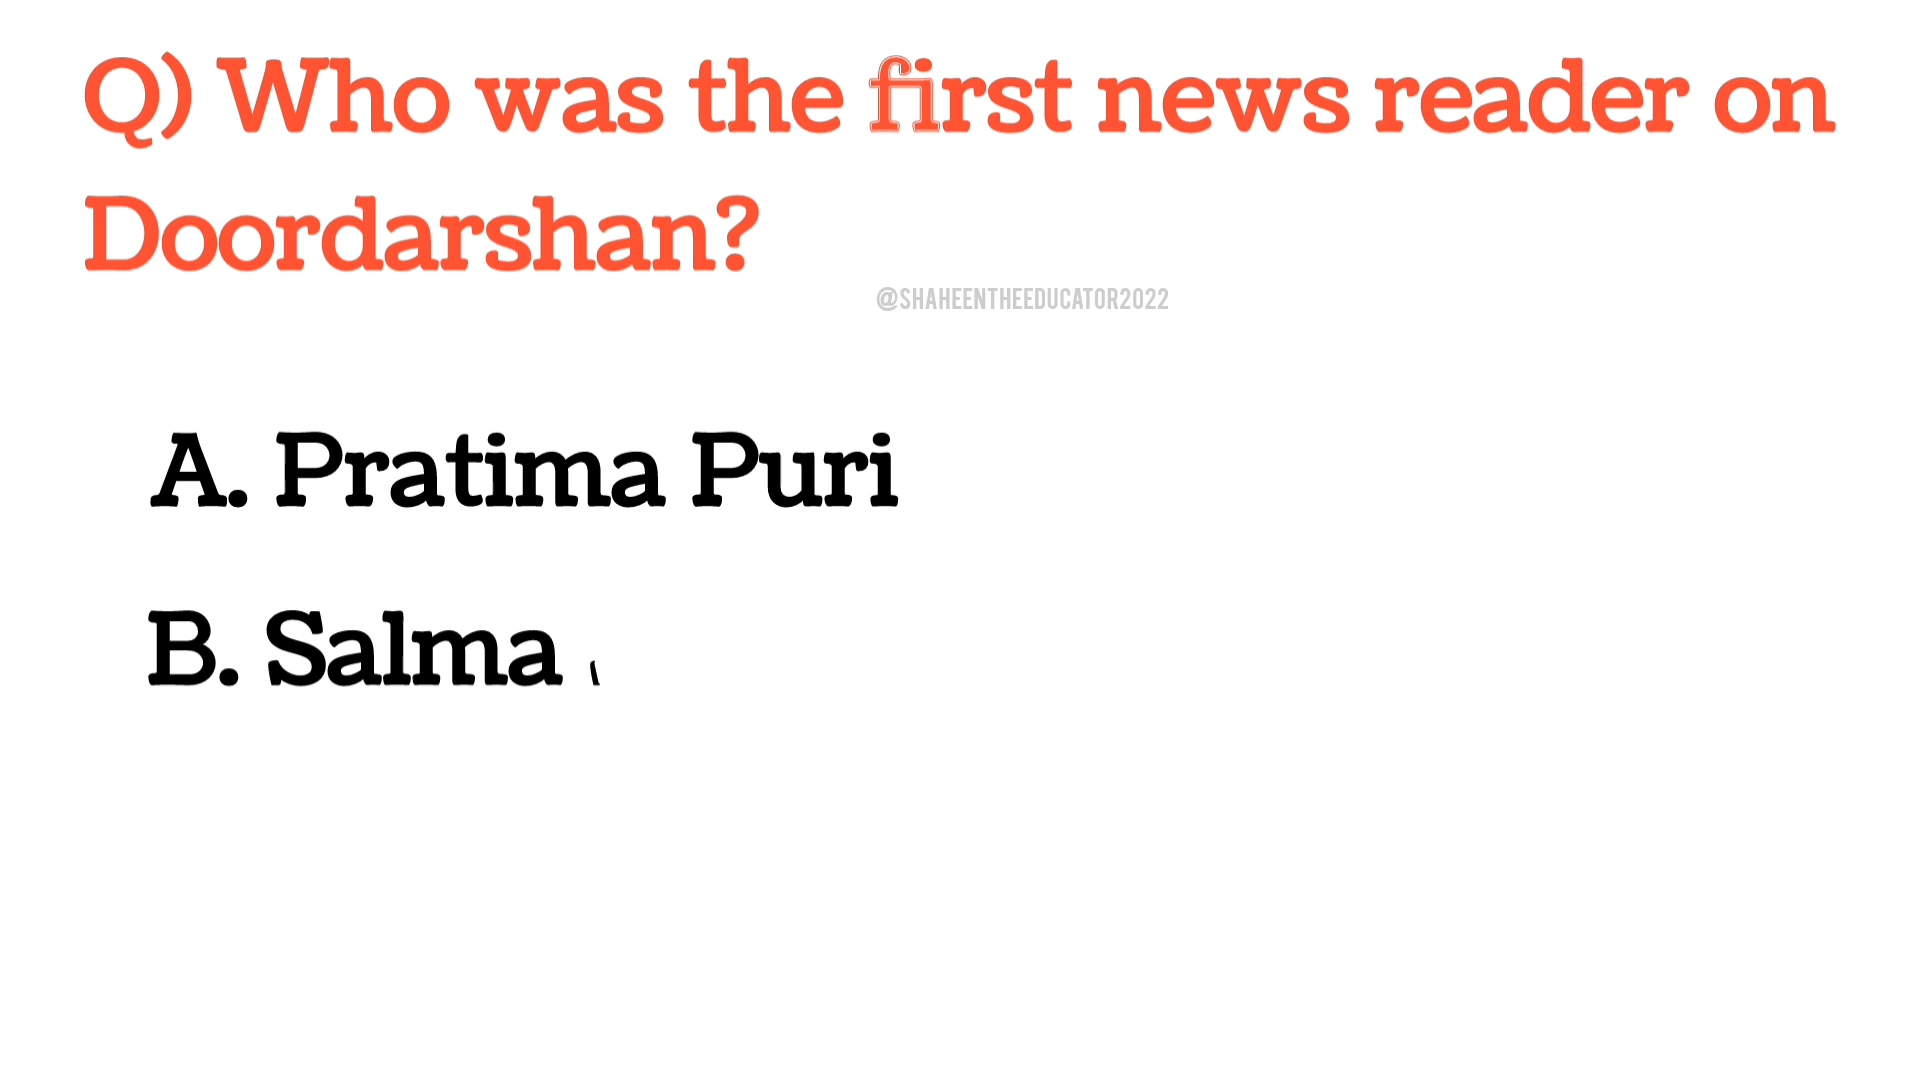 Q) Who was the first news reader on
Doordarshan?
@SHAHEENTHEEDUCATOR2022
A. Pratima Puri
B. Salma